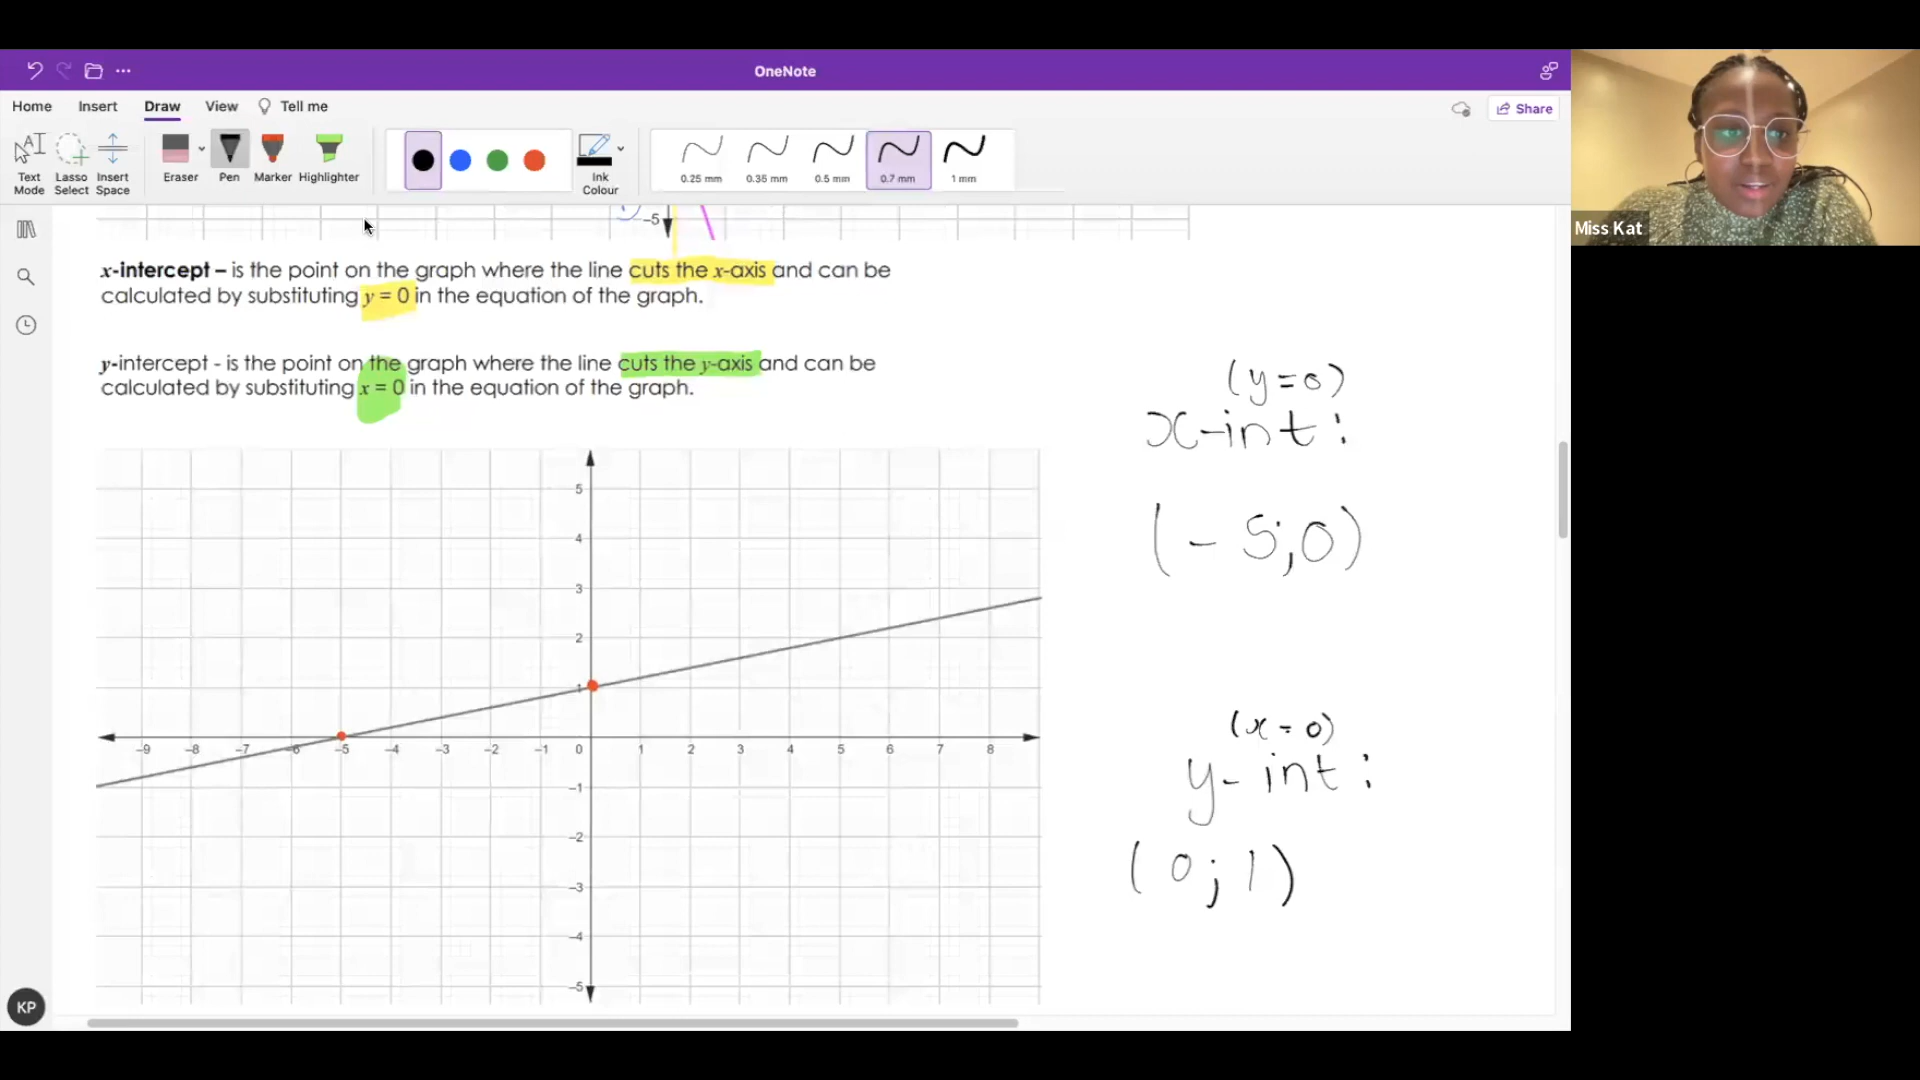 OneNote
Home Insert Draw View Tell me
Share
Text Mode
Lasso Select
Insert Space
Eraser
Pen
Marker
Highlighter
Ink Colour
0.25 mm
0.35 mm
0.5 mm
0.7 mm
1 mm
Miss Kat
-5
x-intercept – is the point on the graph where the line cuts the x-axis and can be
calculated by substituting y = 0 in the equation of the graph.
y-intercept - is the point on the graph where the line cuts the y-axis and can be
calculated by substituting x = 0 in the equation of the graph.
(y = 0)
x-int :
(- 5;0)
(x = 0)
y- int :
(0;1)
5
4
3
2
1
-9 -8 -7 -6 -5 -4 -3 -2 -1 0 1 2 3 4 5 6 7 8
-1
-2
-3
-4
-5
KP